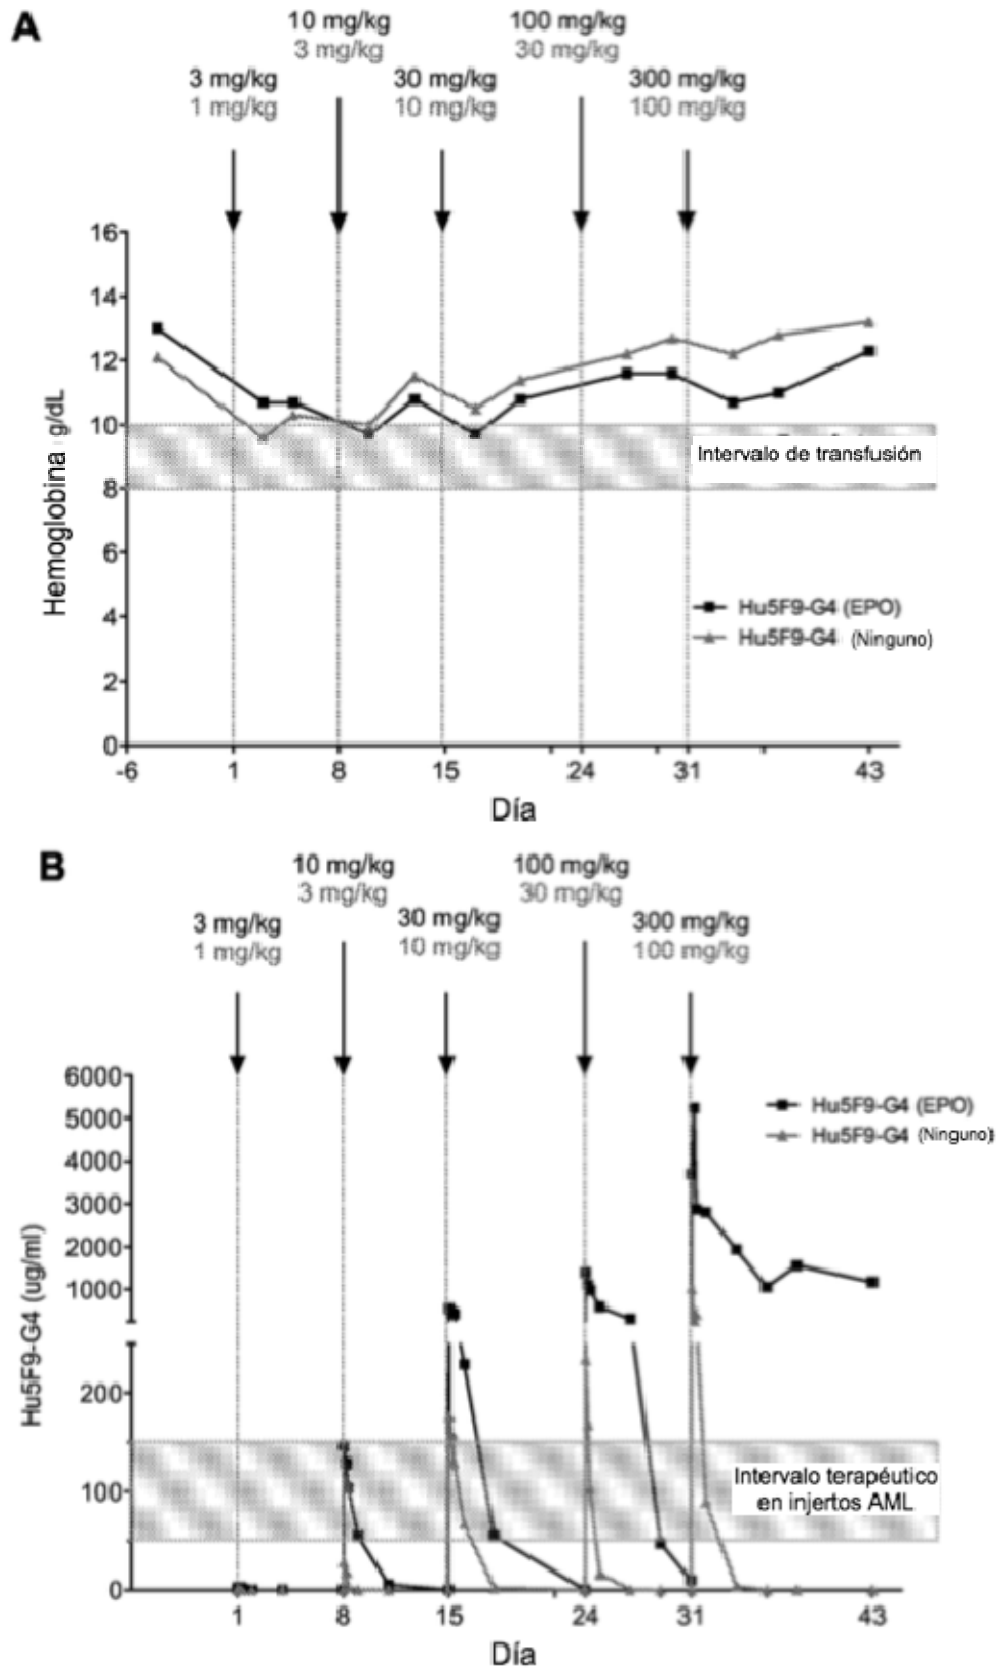 A
10 mg/kg
3 mg/kg
100 mg/kg
30 mg/kg
3 mg/kg
1 mg/kg
30 mg/kg
10 mg/kg
300 mg/kg
100 mg/kg
16
14
12
10
8
6
4
2
0
Hemoglobina g/dL
Intervalo de transfusión
Hu5F9-G4 (EPO)
Hu5F9-G4 (Ninguno)
-6 1 8 15 24 31 43
Día
B
10 mg/kg
3 mg/kg
100 mg/kg
30 mg/kg
3 mg/kg
1 mg/kg
30 mg/kg
10 mg/kg
300 mg/kg
100 mg/kg
6000
5000
4000
3000
2000
1000
200
100
0
Hu5F9-G4 (ug/ml)
Hu5F9-G4 (EPO)
Hu5F9-G4 (Ninguno)
Intervalo terapéutico
en injertos AML
1 8 15 24 31 43
Día